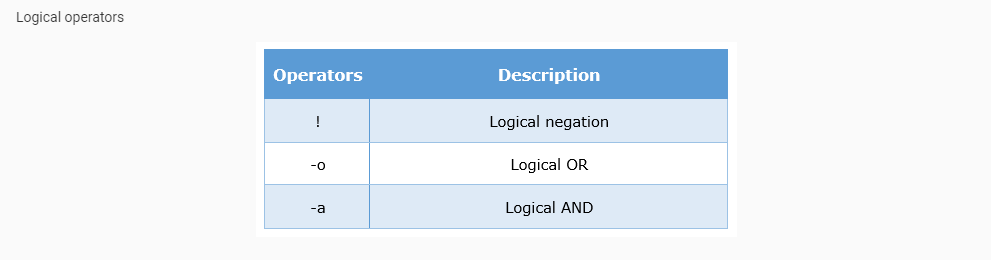 Logical operators
Operators Description
! Logical negation
-o Logical OR
-a Logical AND